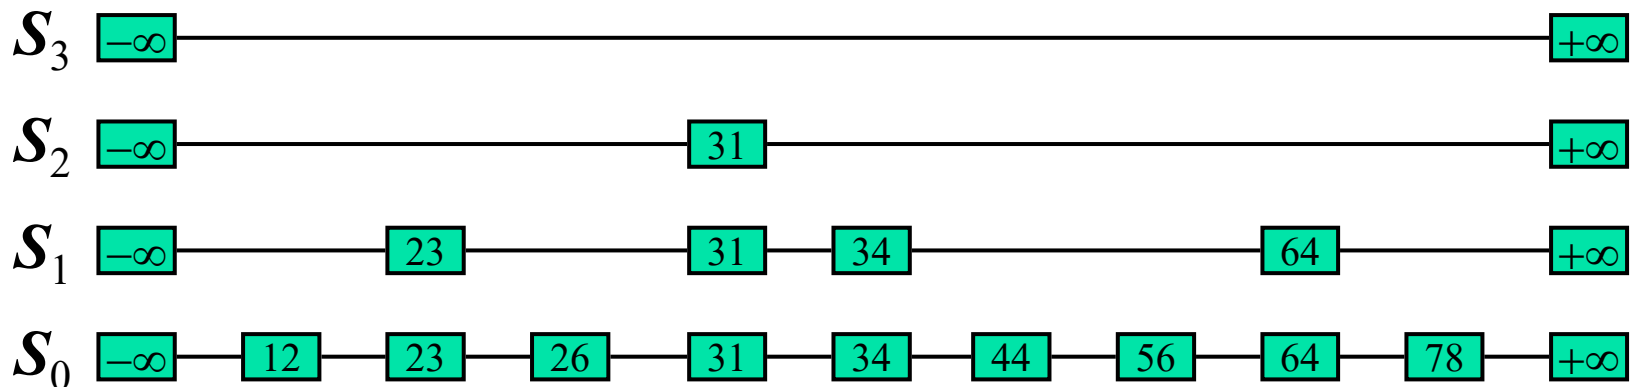 S3 −∞ +∞
S2 −∞ 31 +∞
S1 −∞ 23 31 34 64 +∞
S0 −∞ 12 23 26 31 34 44 56 64 78 +∞